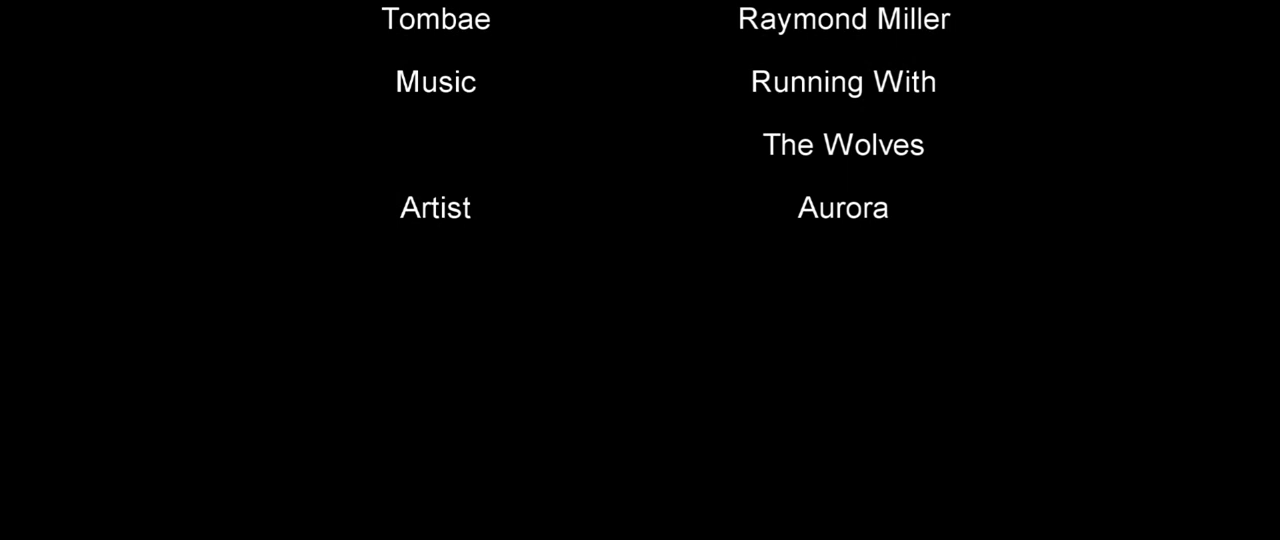 Tombae Raymond Miller
Music Running With
The Wolves
Artist Aurora